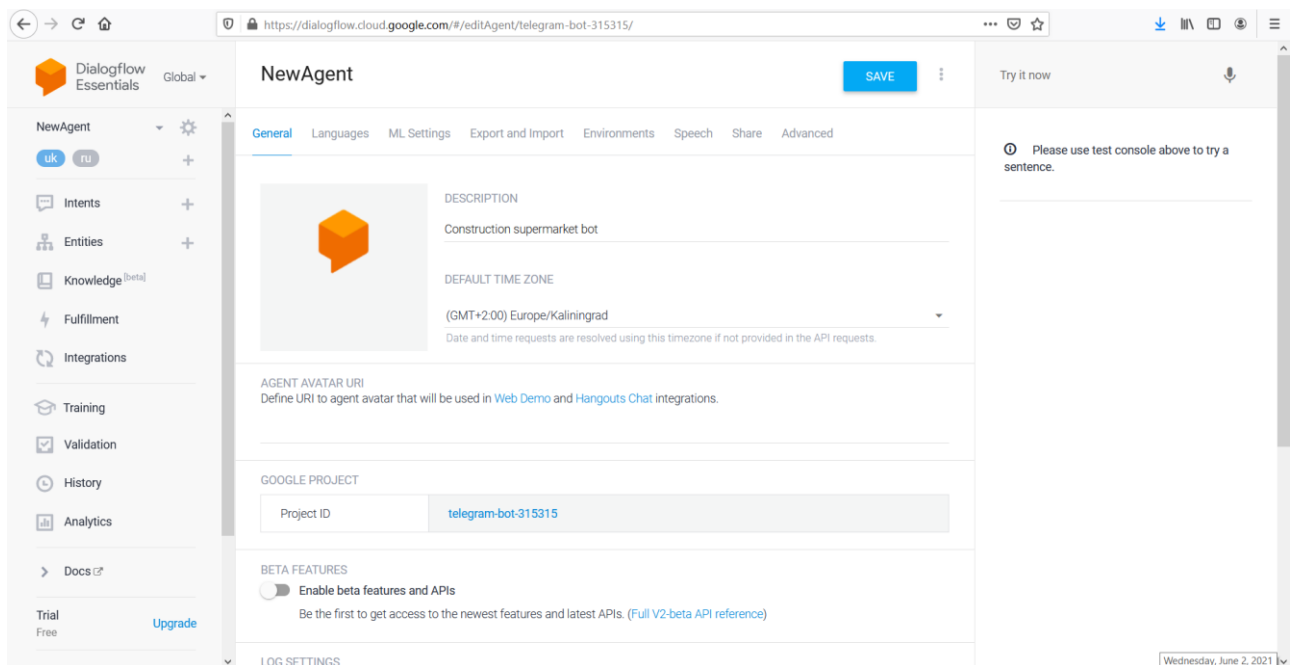 https://dialogflow.cloud.google.com/#/editAgent/telegram-bot-315315/
Dialogflow
Essentials
Global
NewAgent
uk
ru
Intents
Entities
Knowledge [beta]
Fulfillment
Integrations
Training
Validation
History
Analytics
Docs
Trial
Free
Upgrade
NewAgent
SAVE
General Languages ML Settings Export and Import Environments Speech Share Advanced
DESCRIPTION
Construction supermarket bot
DEFAULT TIME ZONE
(GMT+2:00) Europe/Kaliningrad
Date and time requests are resolved using this timezone if not provided in the API requests.
AGENT AVATAR URI
Define URI to agent avatar that will be used in Web Demo and Hangouts Chat integrations.
GOOGLE PROJECT
Project ID telegram-bot-315315
BETA FEATURES
Enable beta features and APIs
Be the first to get access to the newest features and latest APIs. (Full V2-beta API reference)
LOG SETTINGS
Try it now
Please use test console above to try a
sentence.
Wednesday, June 2, 2021